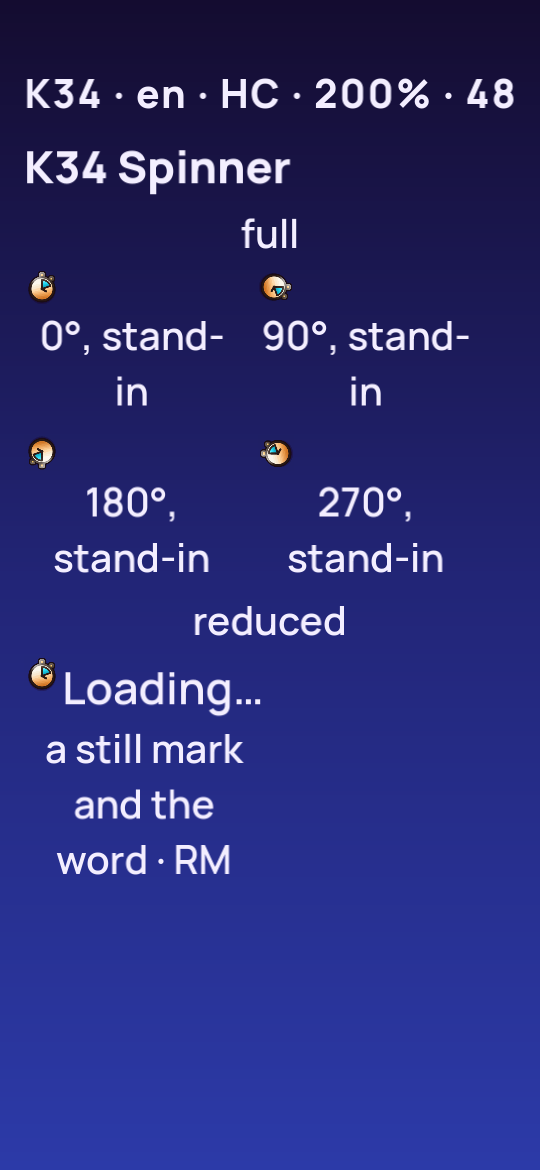 K34 · en · HC · 200% · 48
K34 Spinner
full
0°, stand-
in
90°, stand-
in
180°,
stand-in
270°,
stand-in
reduced
Loading…
a still mark
and the
word · RM